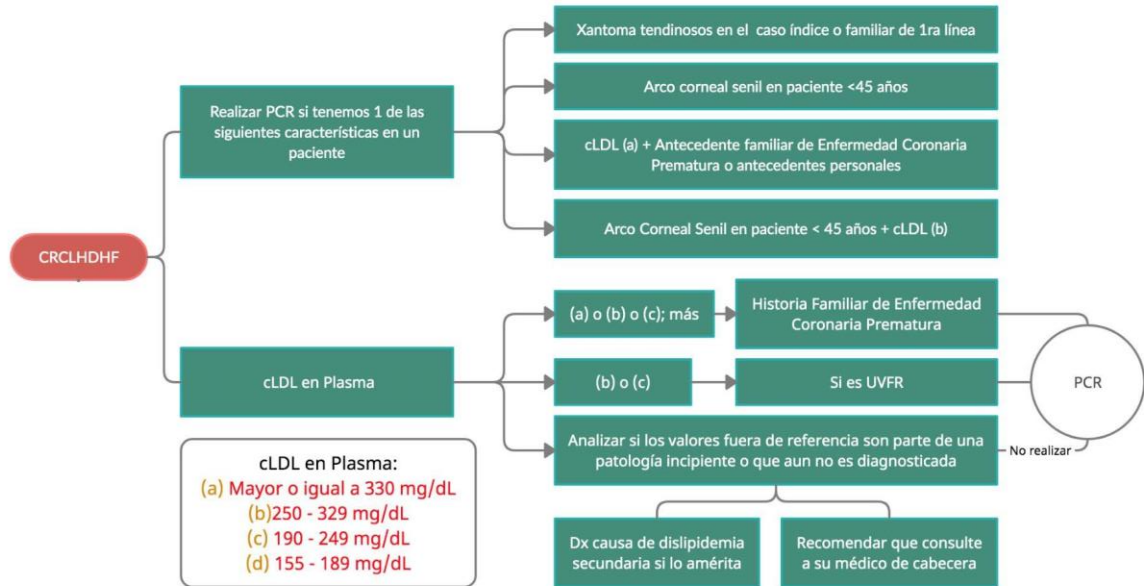 CRCLHDHF
Realizar PCR si tenemos 1 de las
siguientes características en un
paciente
Xantoma tendinosos en el caso índice o familiar de 1ra línea
Arco corneal senil en paciente <45 años
cLDL (a) + Antecedente familiar de Enfermedad Coronaria
Prematura o antecedentes personales
Arco Corneal Senil en paciente < 45 años + cLDL (b)
cLDL en Plasma
(a) o (b) o (c); más
Historia Familiar de Enfermedad
Coronaria Prematura
(b) o (c)
Si es UVFR
Analizar si los valores fuera de referencia son parte de una
patología incipiente o que aun no es diagnosticada
No realizar
PCR
Dx causa de dislipidemia
secundaria si lo amérita
Recomendar que consulte
a su médico de cabecera
cLDL en Plasma:
(a) Mayor o igual a 330 mg/dL
(b)250 - 329 mg/dL
(c) 190 - 249 mg/dL
(d) 155 - 189 mg/dL